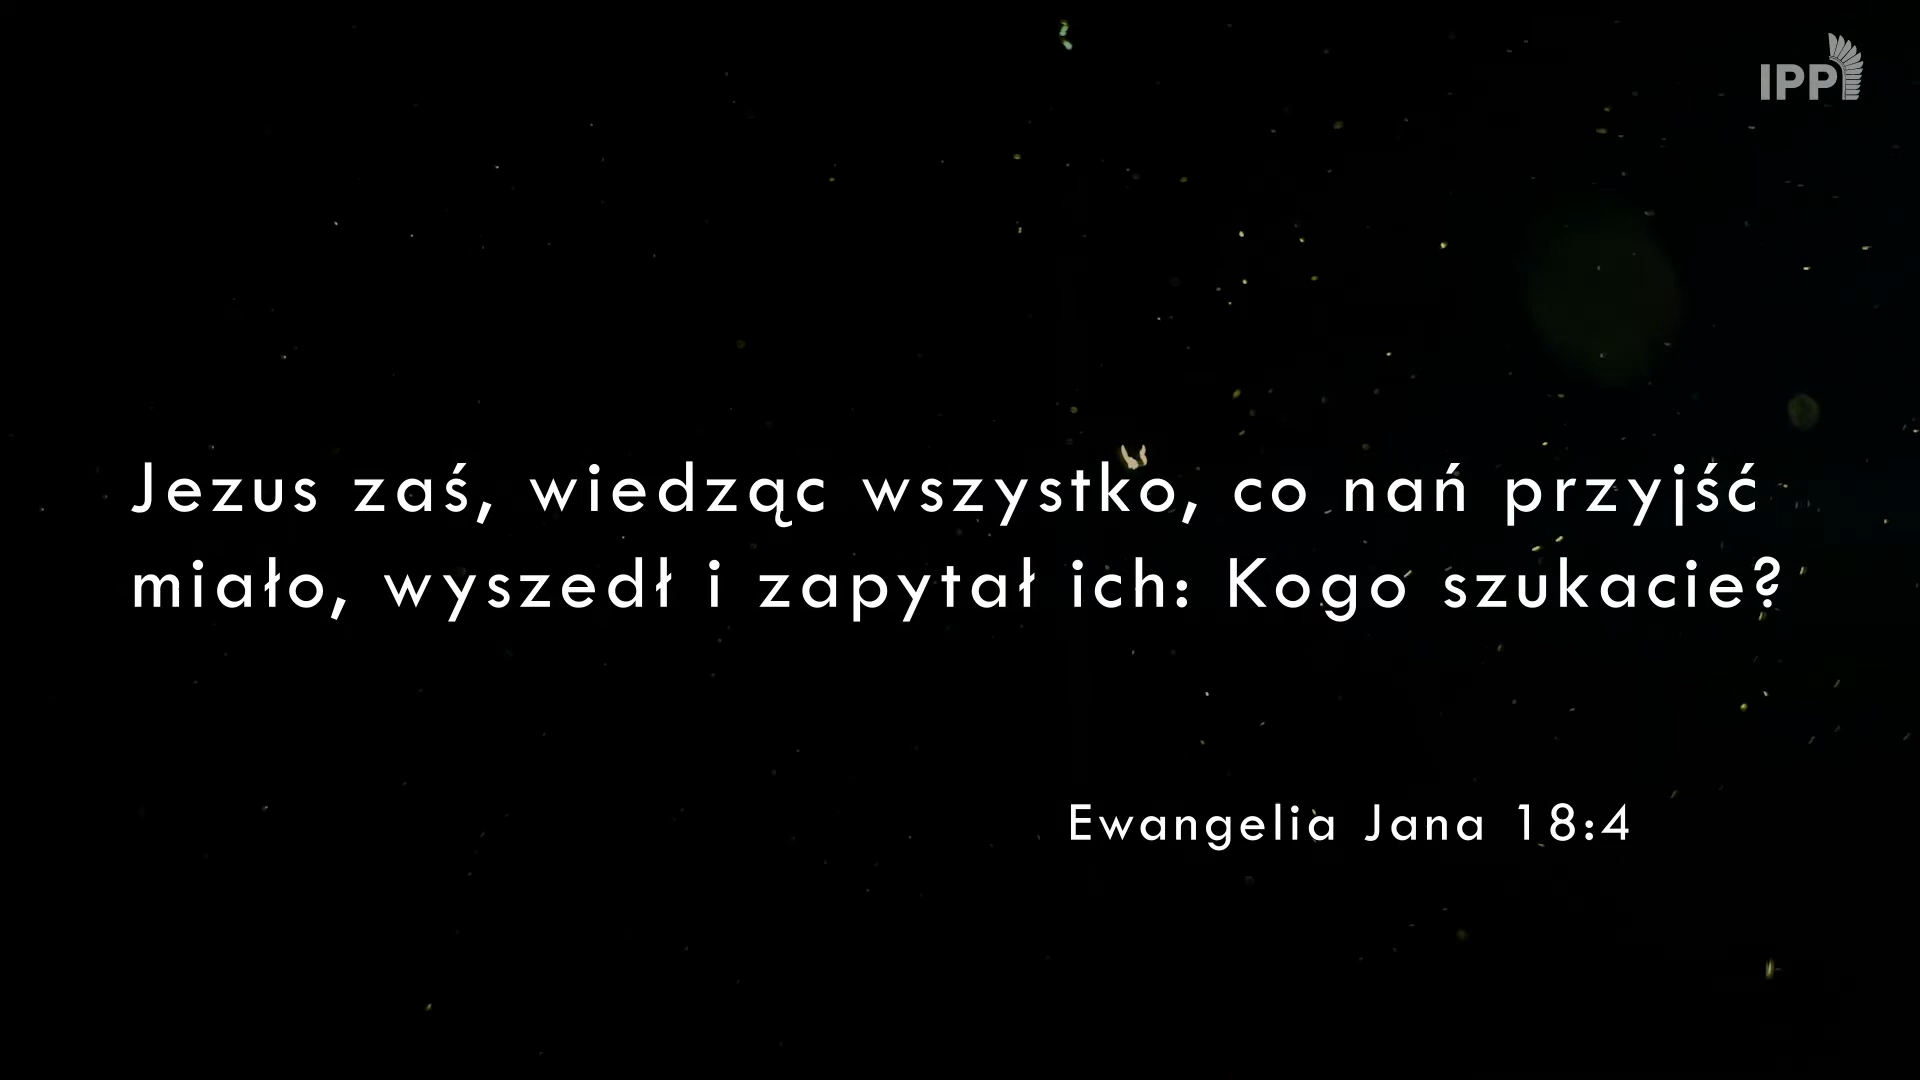 IPP
Jezus zaś, wiedząc wszystko, co nań przyjść
miało, wyszedł i zapytał ich: Kogo szukacie?
Ewangelia Jana 18:4